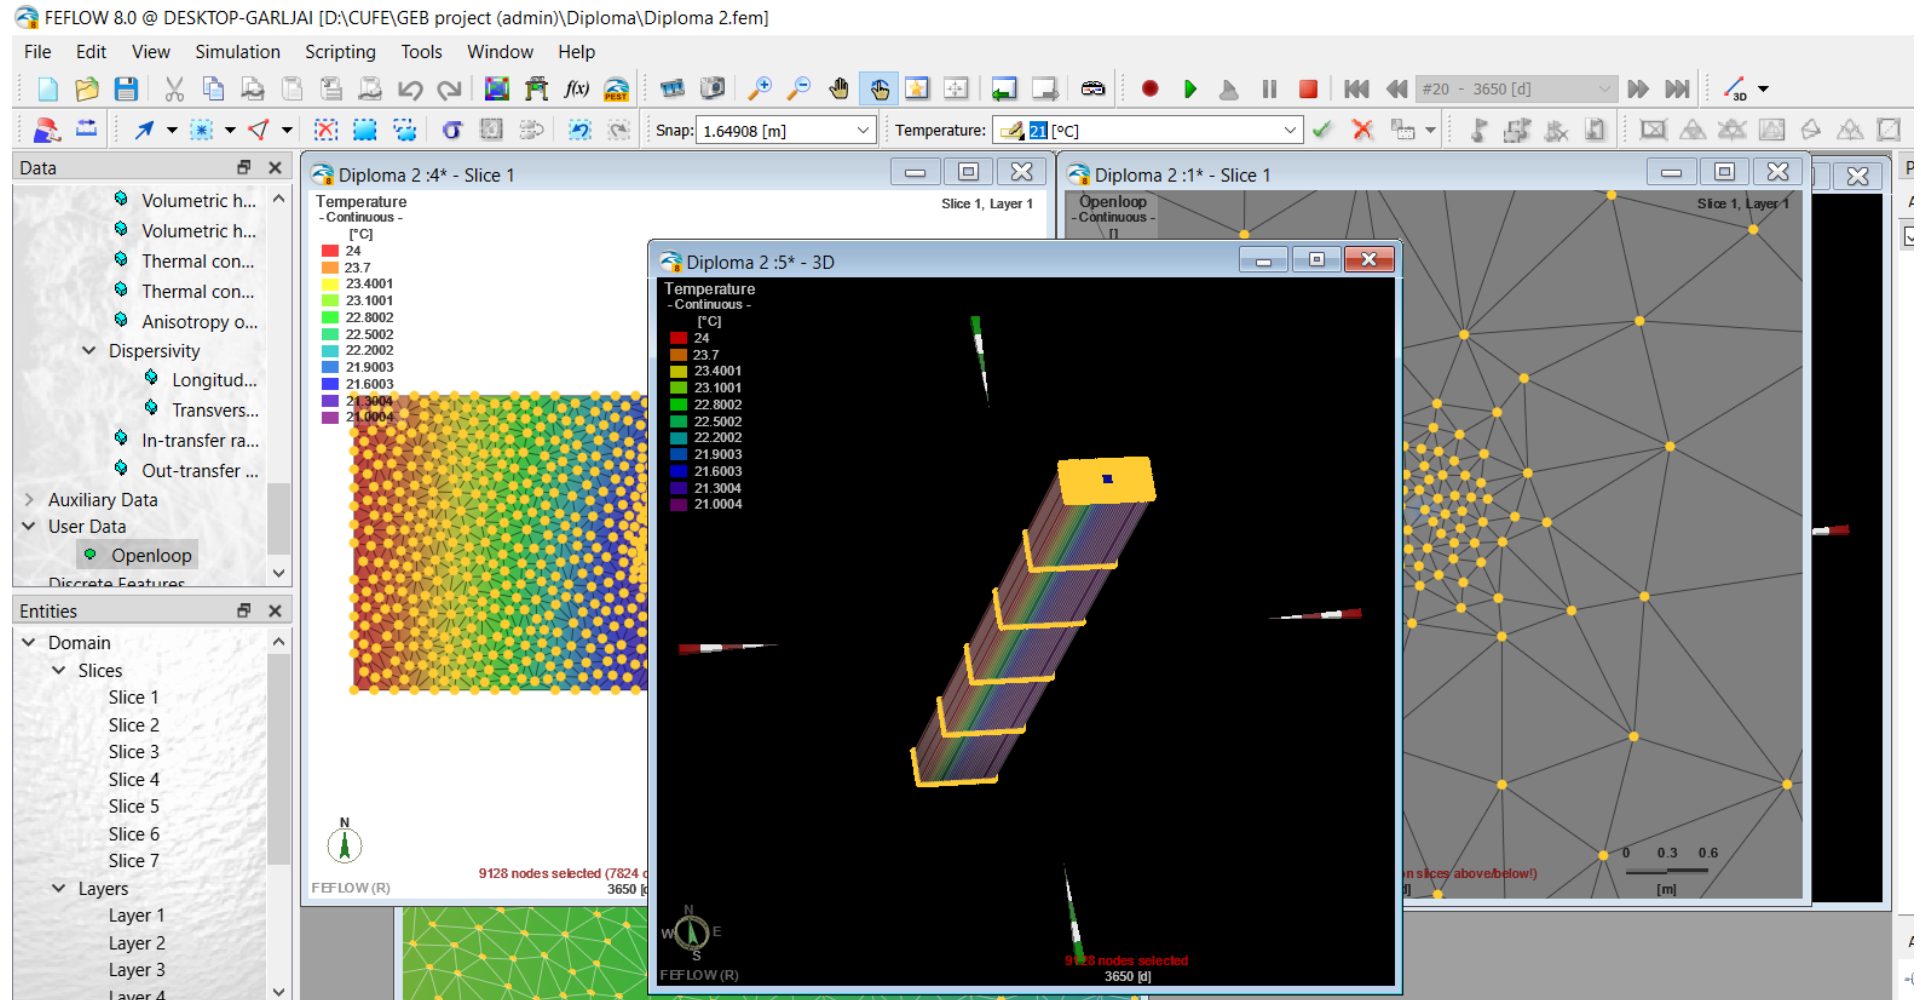 FEFLOW 8.0 @ DESKTOP-GARLJAI [D:\CUFE\GEB project (admin)\Diploma\Diploma 2.fem]
File Edit View Simulation Scripting Tools Window Help
f(x) PEST #20 - 3650 [d] 3D
Snap: 1.64908 [m] Temperature: 21 [°C]
Data
Volumetric h...
Volumetric h...
Thermal con...
Thermal con...
Anisotropy o...
Dispersivity
Longitud...
Transvers...
In-transfer ra...
Out-transfer ...
Auxiliary Data
User Data
Openloop
Discrete Features
Entities
Domain
Slices
Slice 1
Slice 2
Slice 3
Slice 4
Slice 5
Slice 6
Slice 7
Layers
Layer 1
Layer 2
Layer 3
Layer 4
Diploma 2 :4* - Slice 1
Temperature
- Continuous -
[°C]
24
23.7
23.4001
23.1001
22.8002
22.5002
22.2002
21.9003
21.6003
21.3004
21.0004
Slice 1, Layer 1
N
FEFLOW (R)
9128 nodes selected (7824 o
3650 [d
Diploma 2 :1* - Slice 1
Openloop
- Continuous -
[]
Slice 1, Layer 1
on slices above/below!)
d]
0 0.3 0.6
[m]
Diploma 2 :5* - 3D
Temperature
- Continuous -
[°C]
24
23.7
23.4001
23.1001
22.8002
22.5002
22.2002
21.9003
21.6003
21.3004
21.0004
N
W E
S
FEFLOW (R)
9128 nodes selected
3650 [d]